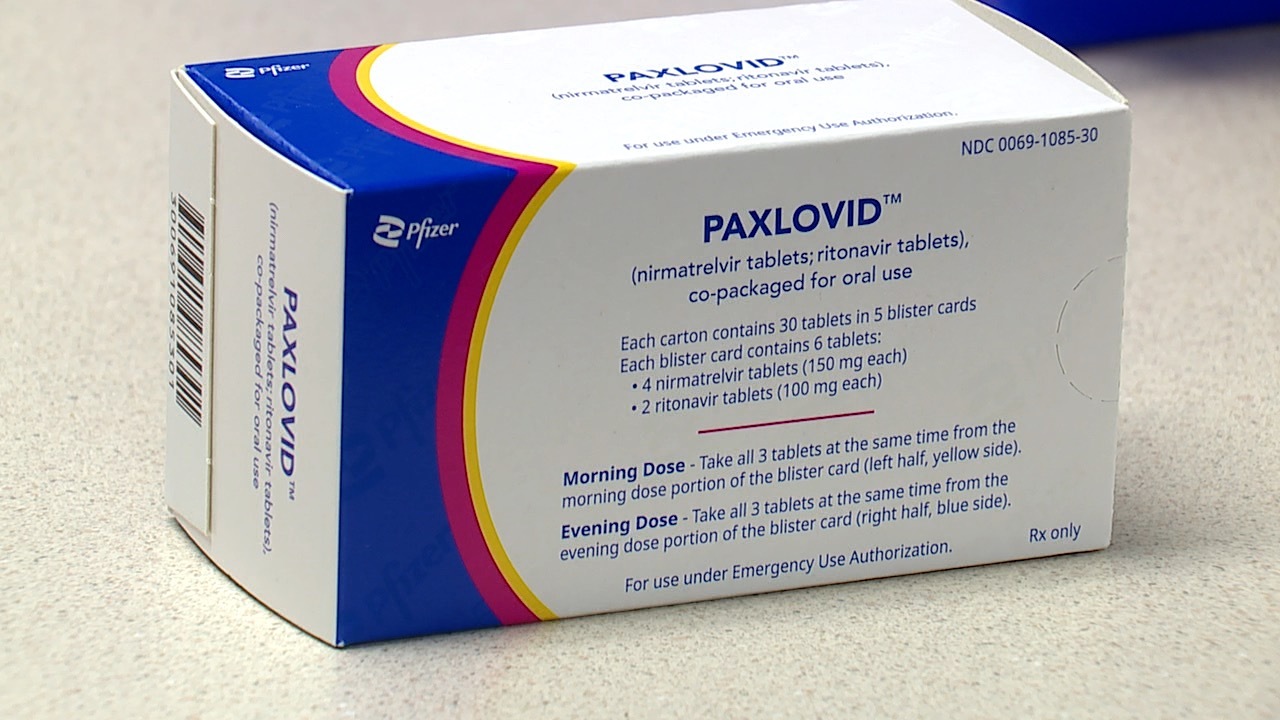 Pfizer
PAXLOVID™
(nirmatrelvir tablets; ritonavir tablets),
co-packaged for oral use
For use under Emergency Use Authorization.
NDC 0069-1085-30
Pfizer
PAXLOVID™
(nirmatrelvir tablets; ritonavir tablets),
co-packaged for oral use
Each carton contains 30 tablets in 5 blister cards
Each blister card contains 6 tablets:
• 4 nirmatrelvir tablets (150 mg each)
• 2 ritonavir tablets (100 mg each)
Morning Dose - Take all 3 tablets at the same time from the
morning dose portion of the blister card (left half, yellow side).
Evening Dose - Take all 3 tablets at the same time from the
evening dose portion of the blister card (right half, blue side).
For use under Emergency Use Authorization.
Rx only
PAXLOVID™
(nirmatrelvir tablets; ritonavir tablets),
co-packaged for oral use